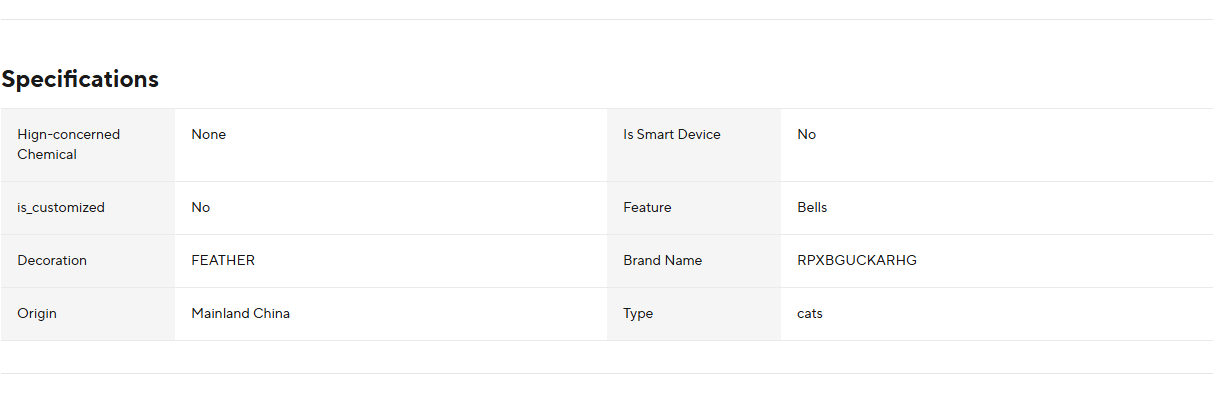 Specifications
Hign-concerned
Chemical
None
Is Smart Device
No
is_customized
No
Feature
Bells
Decoration
FEATHER
Brand Name
RPXBGUCKARHG
Origin
Mainland China
Type
cats